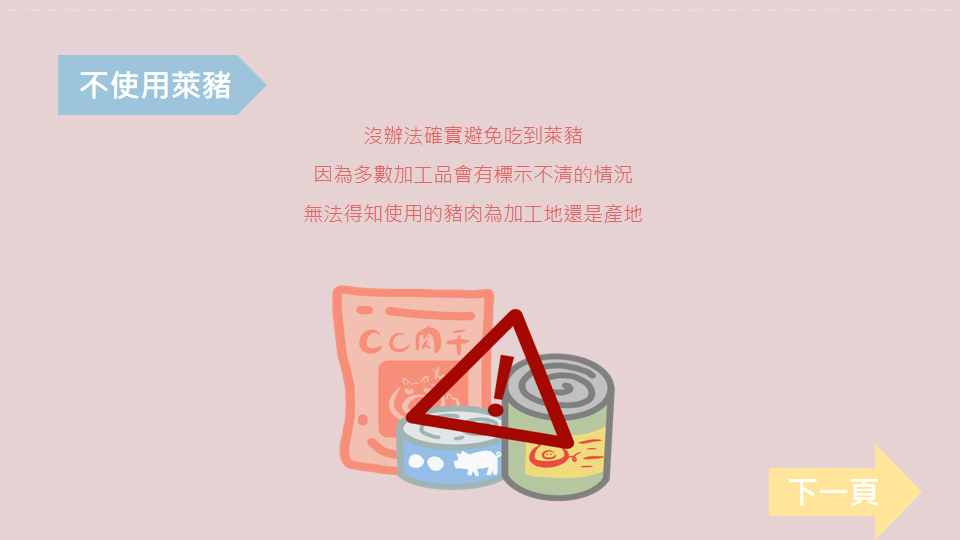 不使用萊豬
沒辦法確實避免吃到萊豬
因為多數加工品會有標示不清的情況
無法得知使用的豬肉為加工地還是產地
CC肉干
!
下一頁